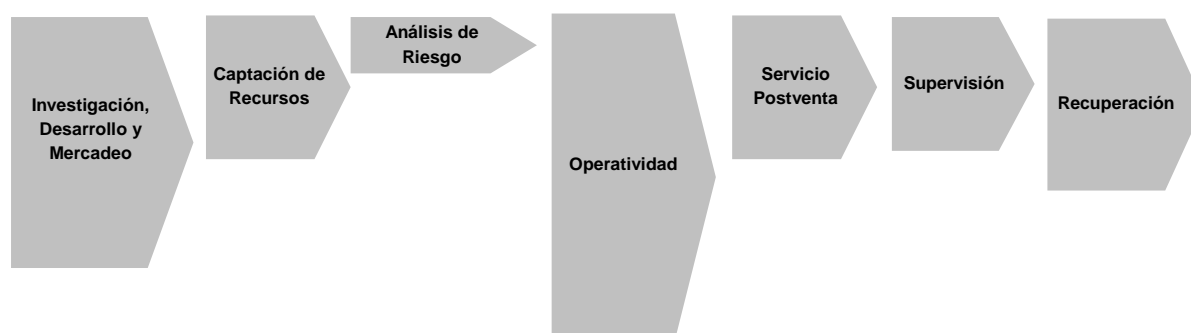 Investigación,
Desarrollo y
Mercadeo
Captación de
Recursos
Análisis de
Riesgo
Operatividad
Servicio
Postventa
Supervisión
Recuperación